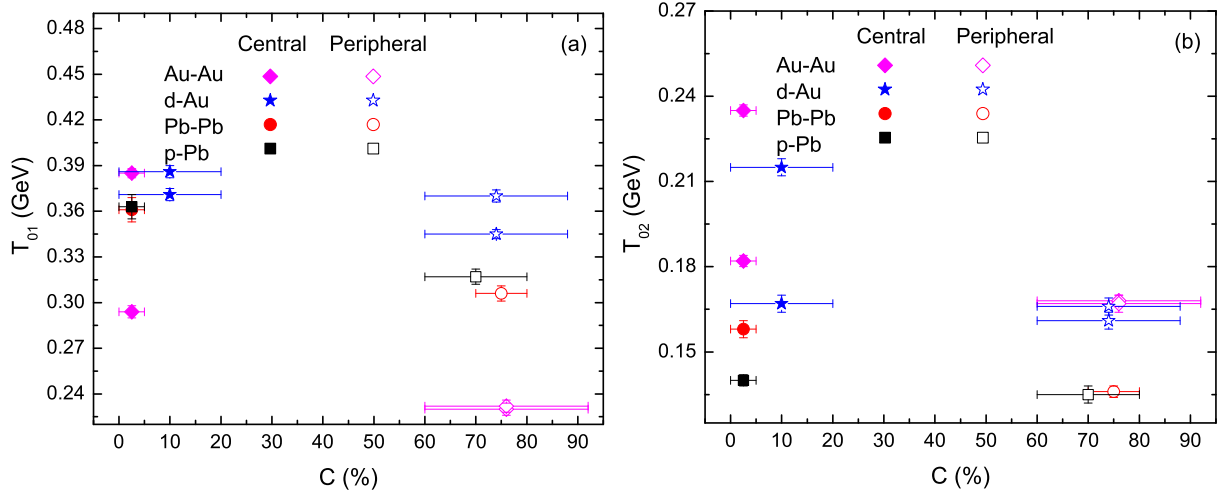 0.48
0.45
0.42
0.39
0.36
0.33
0.30
0.27
0.24
T01 (GeV)
Central Peripheral (a)
Au-Au
d-Au
Pb-Pb
p-Pb
0 10 20 30 40 50 60 70 80 90
C (%)
0.27
0.24
0.21
0.18
0.15
T02 (GeV)
Central Peripheral (b)
Au-Au
d-Au
Pb-Pb
p-Pb
0 10 20 30 40 50 60 70 80 90
C (%)